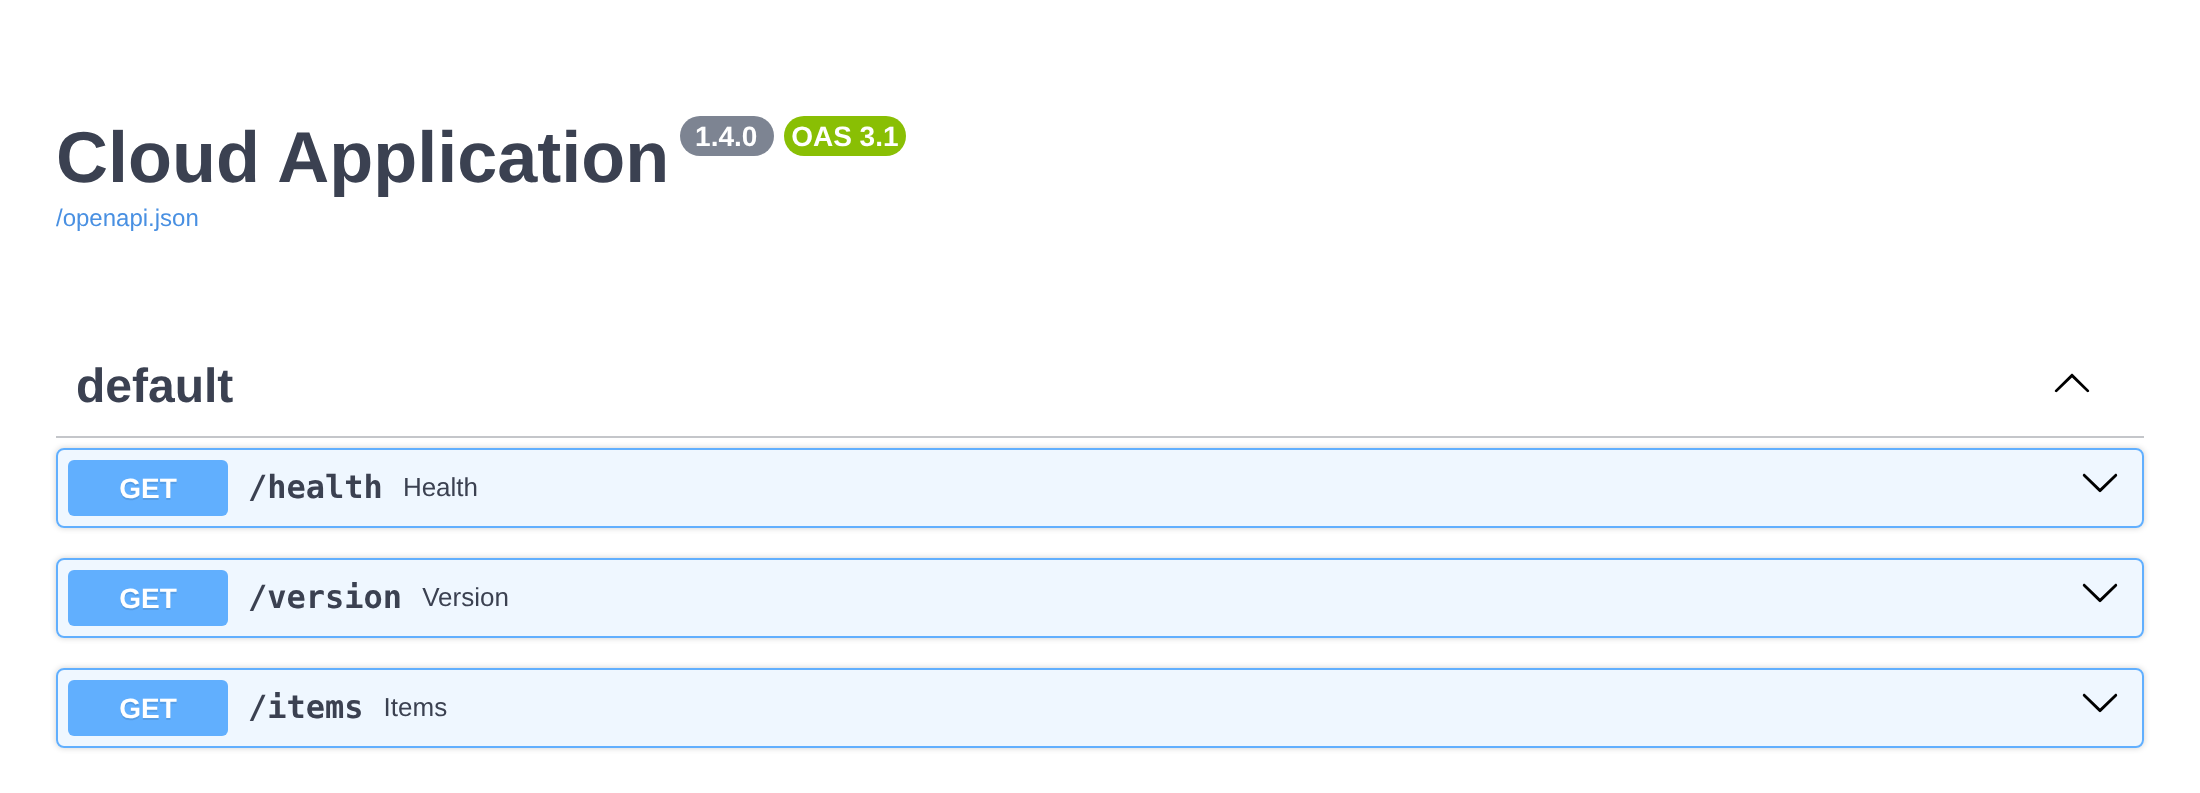 Cloud Application 1.4.0 OAS 3.1
/openapi.json
default
GET /health Health
GET /version Version
GET /items Items